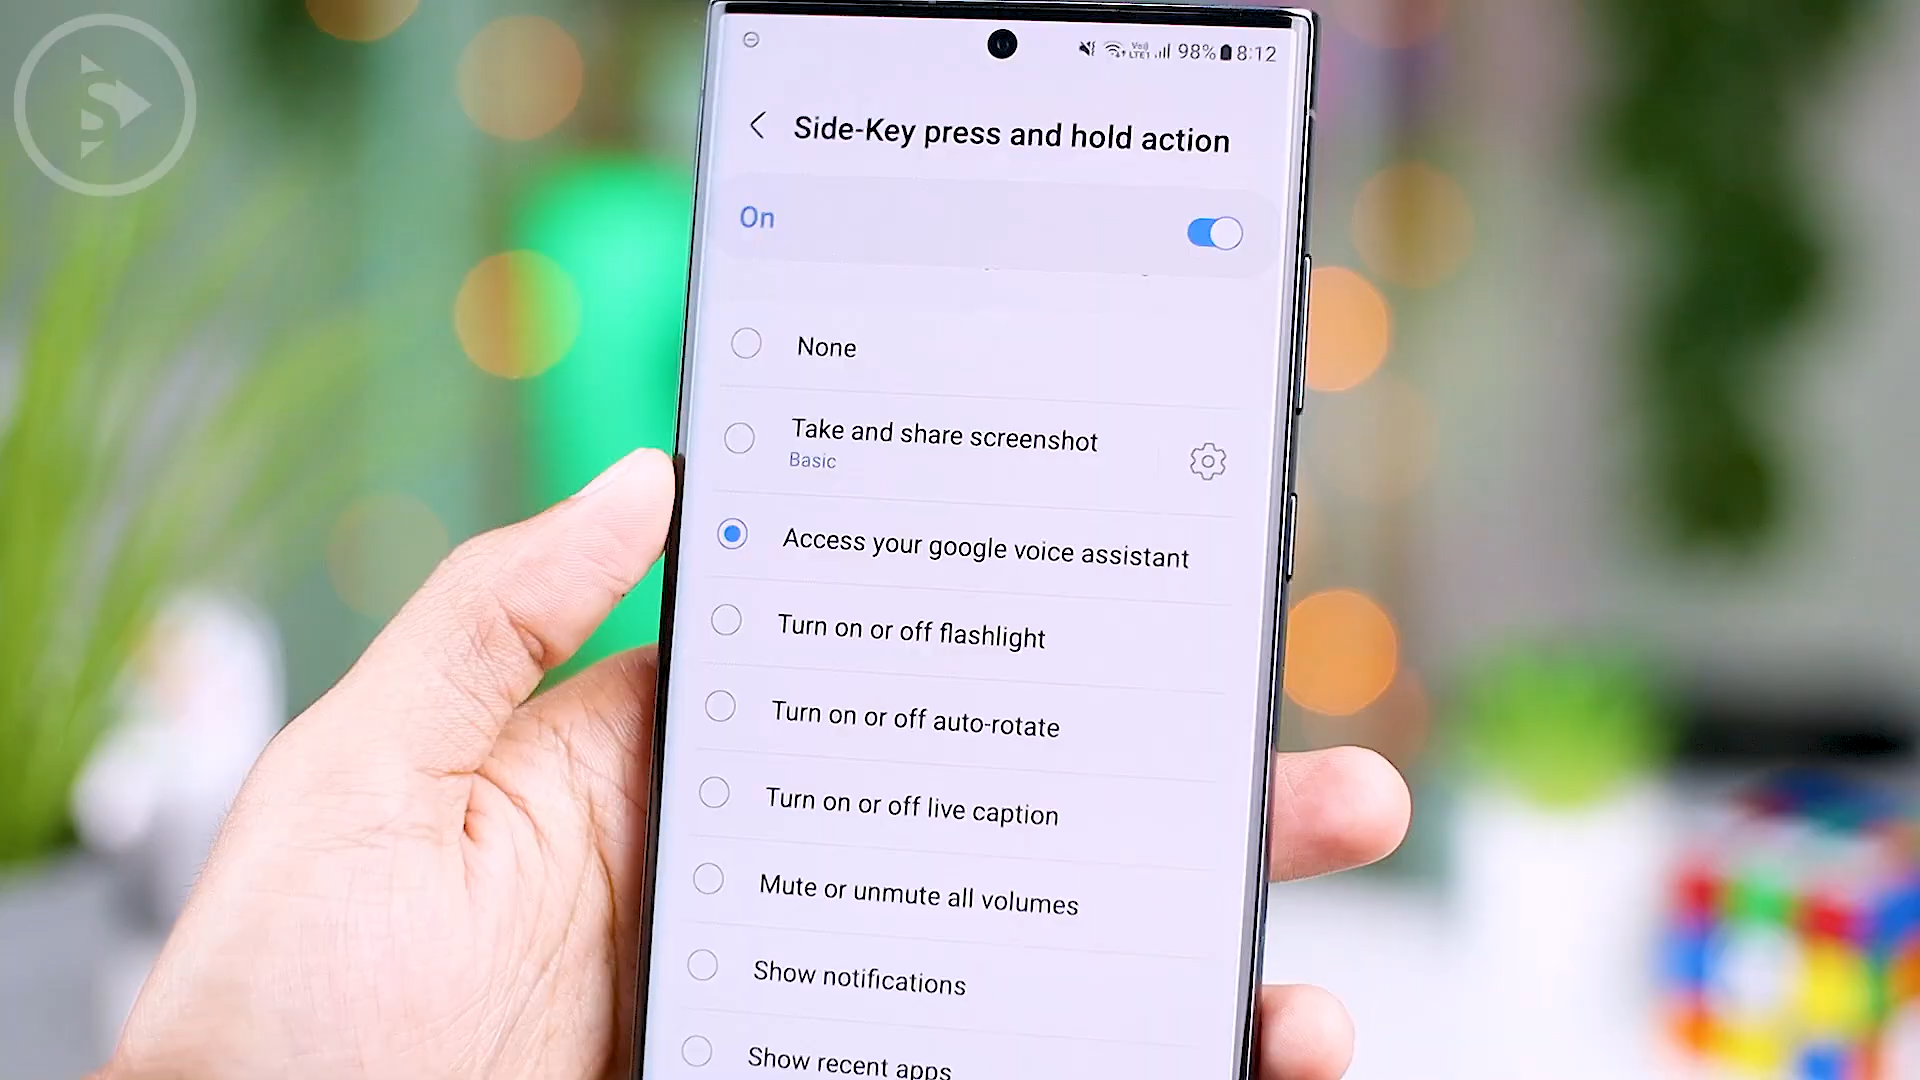 S
98% 8:12
Side-Key press and hold action
On
None
Take and share screenshot
Basic
Access your google voice assistant
Turn on or off flashlight
Turn on or off auto-rotate
Turn on or off live caption
Mute or unmute all volumes
Show notifications
Show recent apps